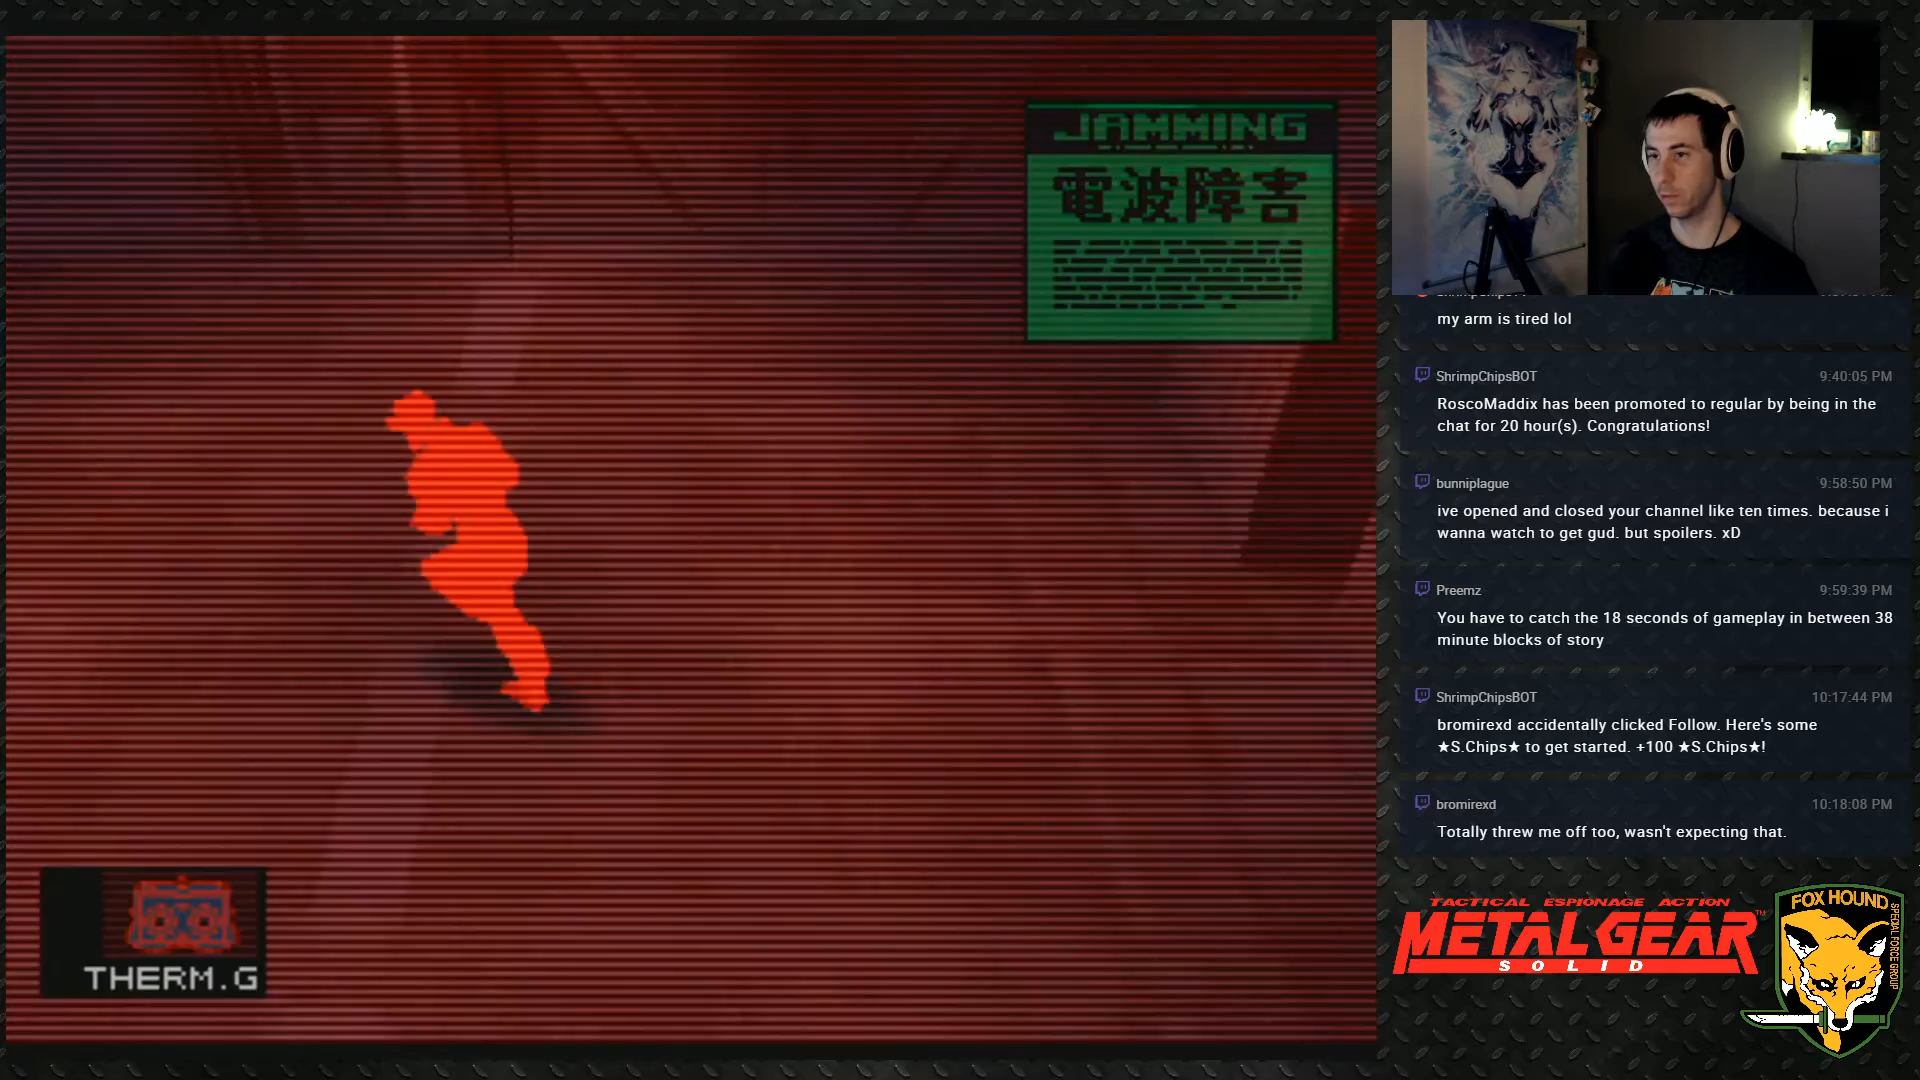 JAMMING
電波障害
THERM.G
my arm is tired lol
ShrimpChipsBOT
9:40:05 PM
RoscoMaddix has been promoted to regular by being in the
chat for 20 hour(s). Congratulations!
bunniplague
9:58:50 PM
ive opened and closed your channel like ten times. because i
wanna watch to get gud. but spoilers. xD
Preemz
9:59:39 PM
You have to catch the 18 seconds of gameplay in between 38
minute blocks of story
ShrimpChipsBOT
10:17:44 PM
bromirexd accidentally clicked Follow. Here's some
★S.Chips★ to get started. +100 ★S.Chips★!
bromirexd
10:18:08 PM
Totally threw me off too, wasn't expecting that.
TACTICAL ESPIONAGE ACTION
METAL GEAR™
SOLID
FOX HOUND
SPECIAL FORCE GROUP